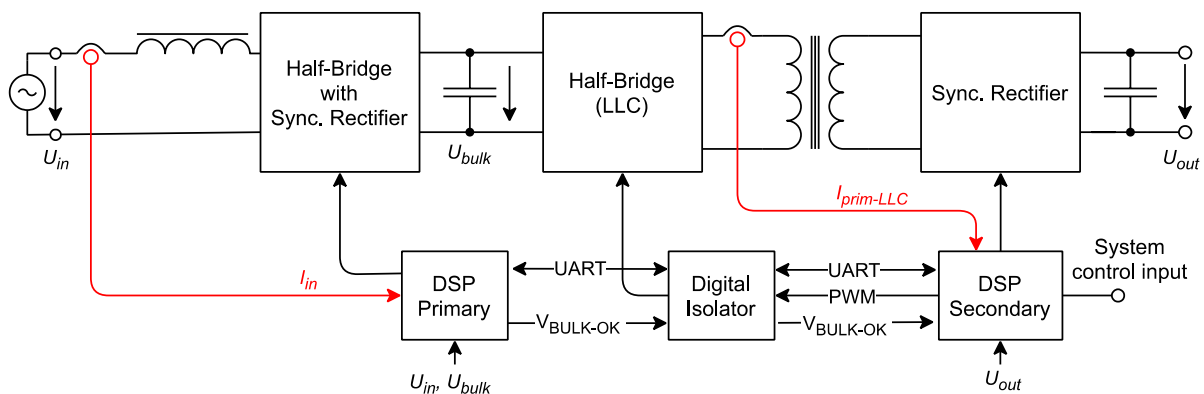 Half-Bridge
with
Sync. Rectifier
Half-Bridge
(LLC)
Sync. Rectifier
U_in
U_bulk
U_out
I_prim-LLC
I_in
DSP
Primary
UART
Digital
Isolator
UART
PWM
DSP
Secondary
System
control input
V_BULK-OK
V_BULK-OK
U_in, U_bulk
U_out